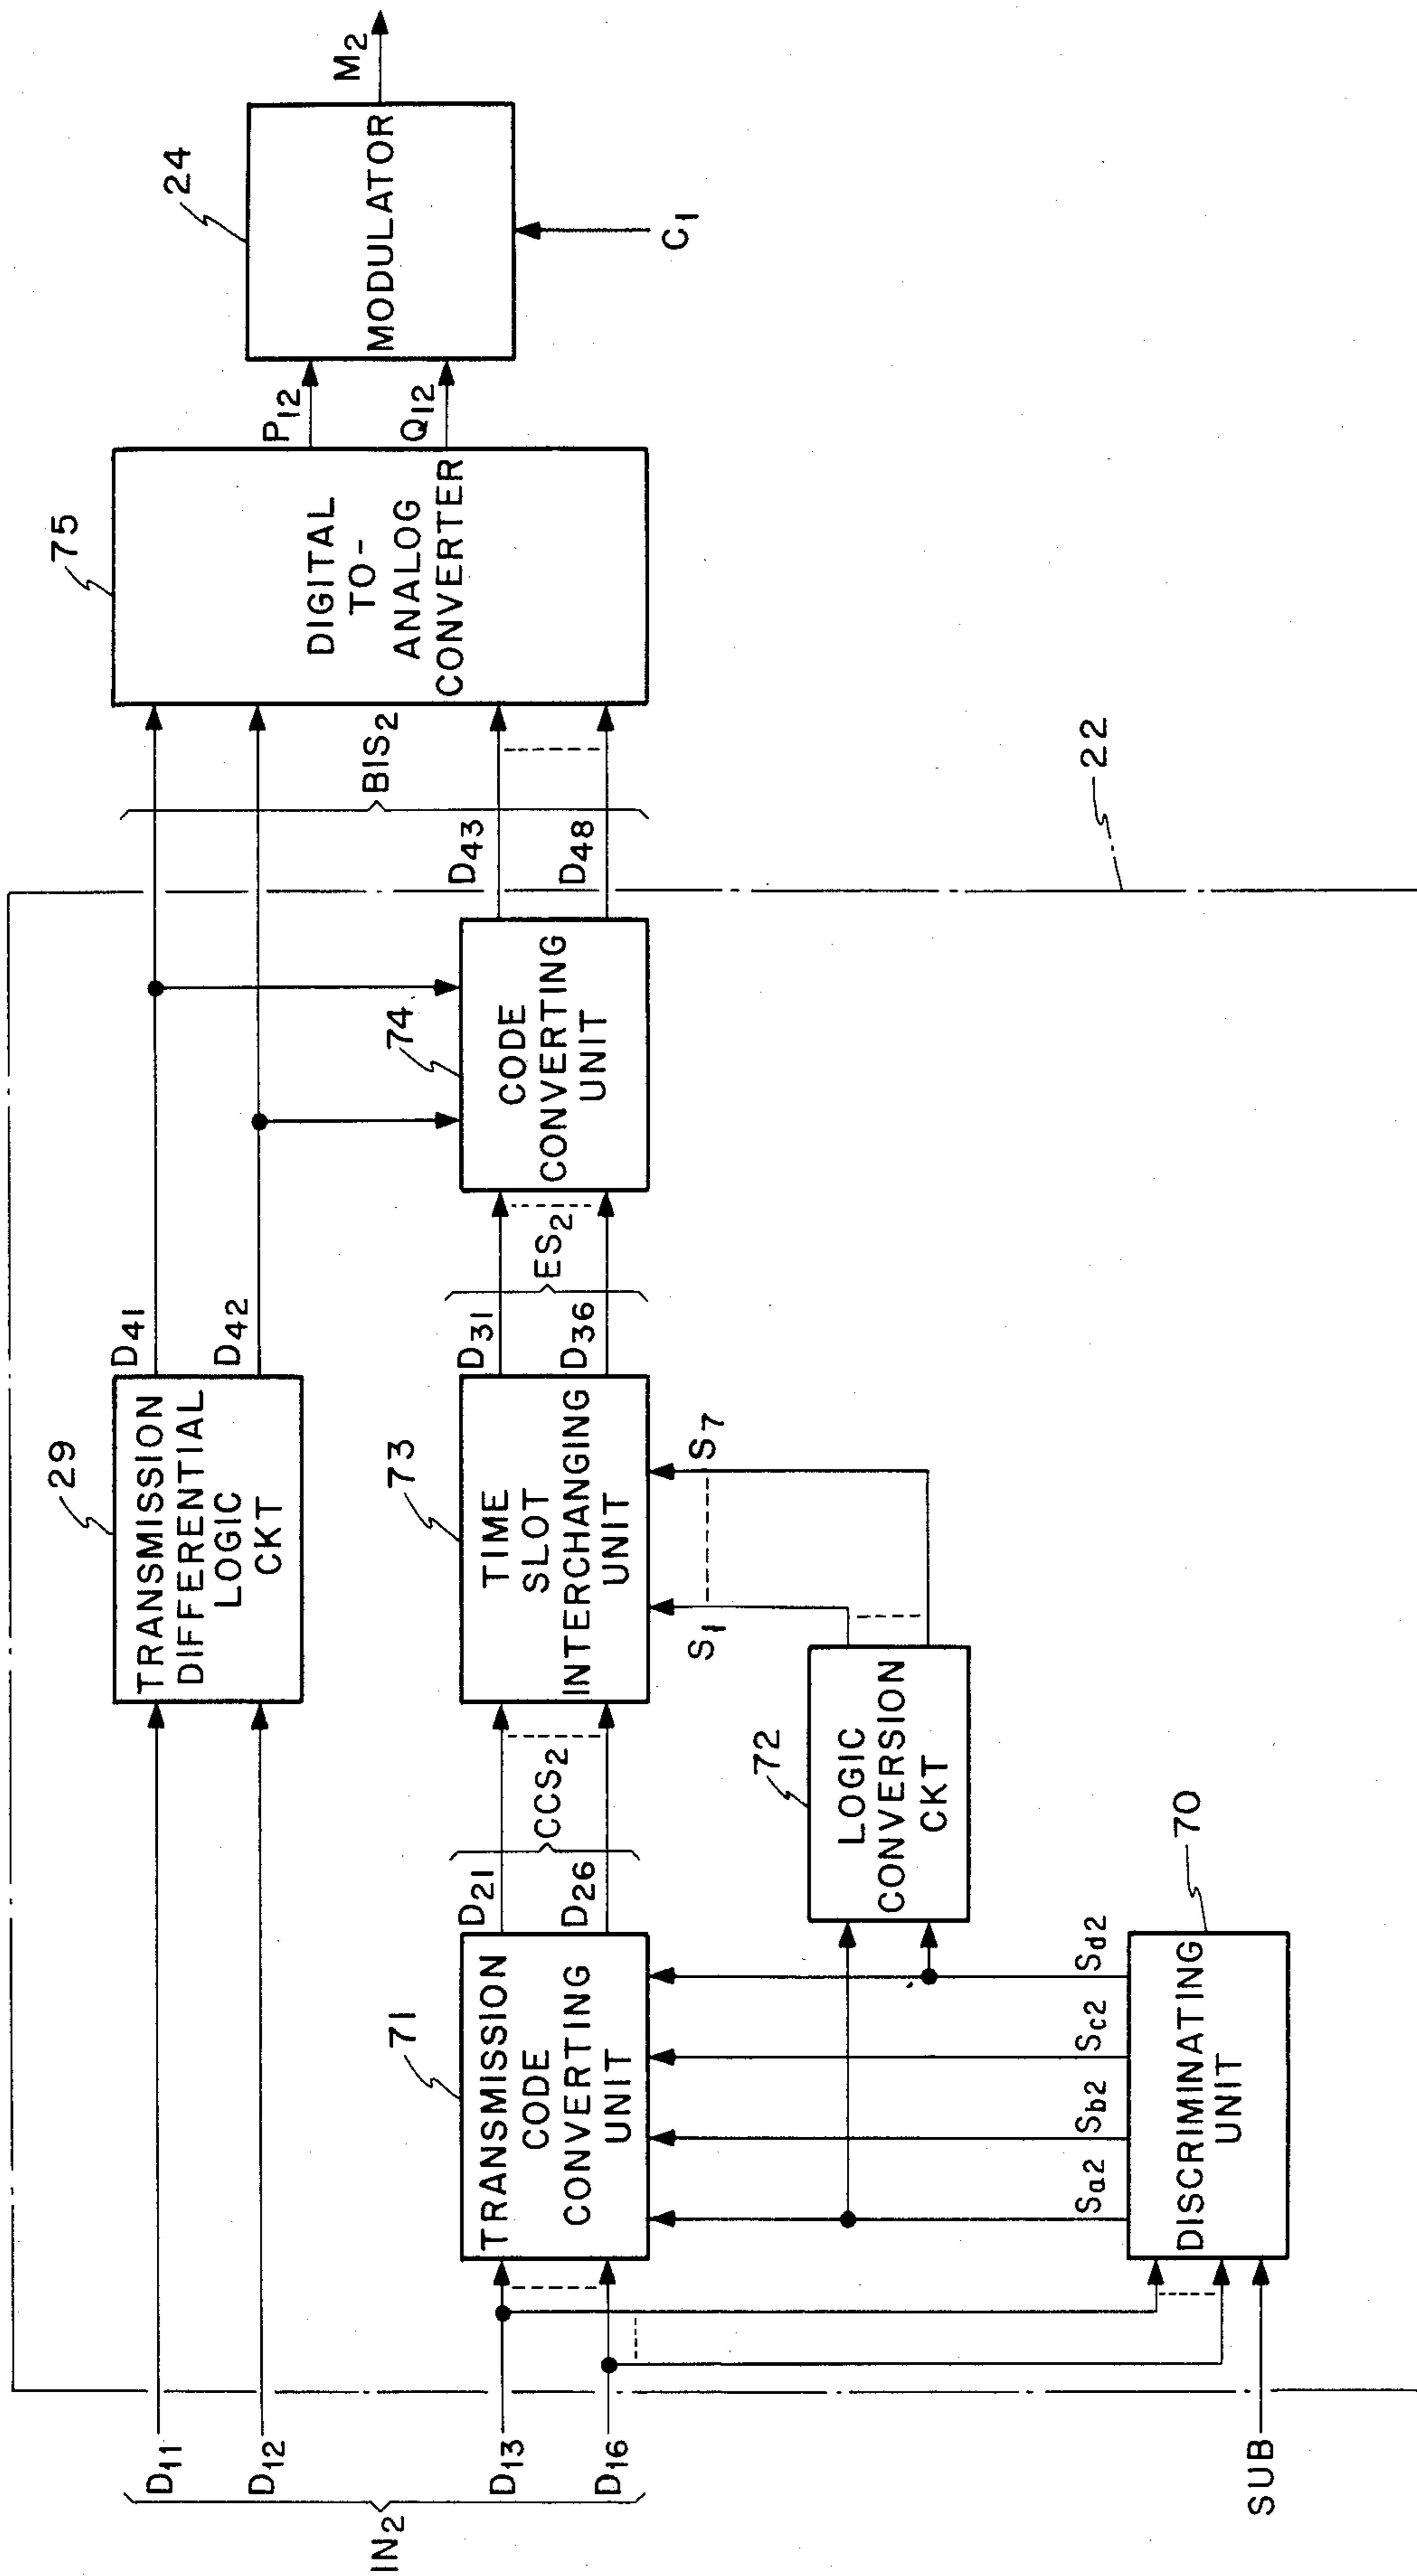 IN2
D11
D12
D13
D16
SUB
29
TRANSMISSION
DIFFERENTIAL
LOGIC
CKT
D41
D42
71
TRANSMISSION
CODE
CONVERTING
UNIT
D21
D26
CCS2
73
TIME
SLOT
INTERCHANGING
UNIT
D31
D36
ES2
74
CODE
CONVERTING
UNIT
D43
D48
BIS2
72
LOGIC
CONVERSION
CKT
S1
S7
70
DISCRIMINATING
UNIT
Sa2
Sb2
Sc2
Sd2
22
75
DIGITAL
TO-
ANALOG
CONVERTER
P12
Q12
24
MODULATOR
C1
M2